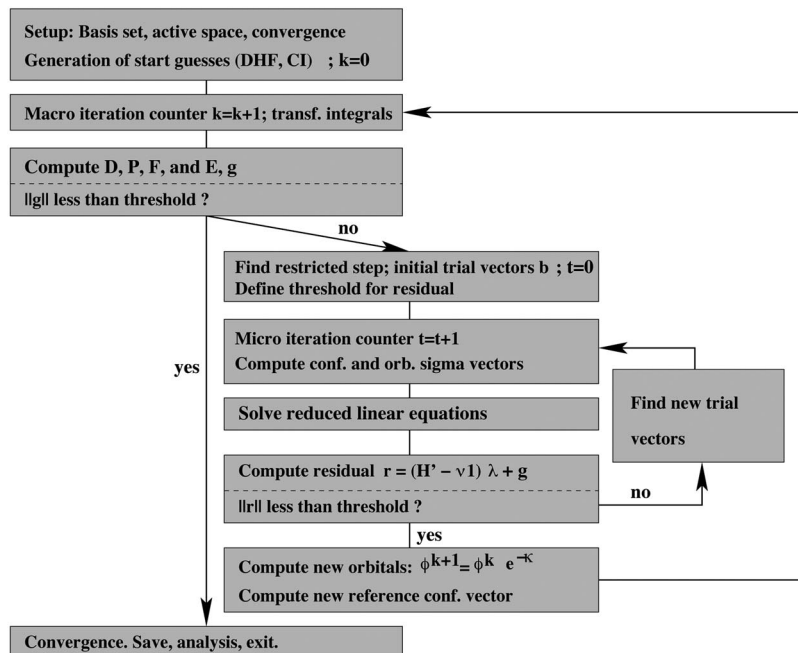 Setup: Basis set, active space, convergence
Generation of start guesses (DHF, CI) ; k=0
Macro iteration counter k=k+1; transf. integrals
Compute D, P, F, and E, g
||g|| less than threshold ?
no
Find restricted step; initial trial vectors b ; t=0
Define threshold for residual
Micro iteration counter t=t+1
Compute conf. and orb. sigma vectors
yes
Find new trial
vectors
Solve reduced linear equations
Compute residual r = (H' − ν1) λ + g
||r|| less than threshold ?
no
yes
Compute new orbitals: ϕ^k+1 = ϕ^k e^−κ
Compute new reference conf. vector
Convergence. Save, analysis, exit.